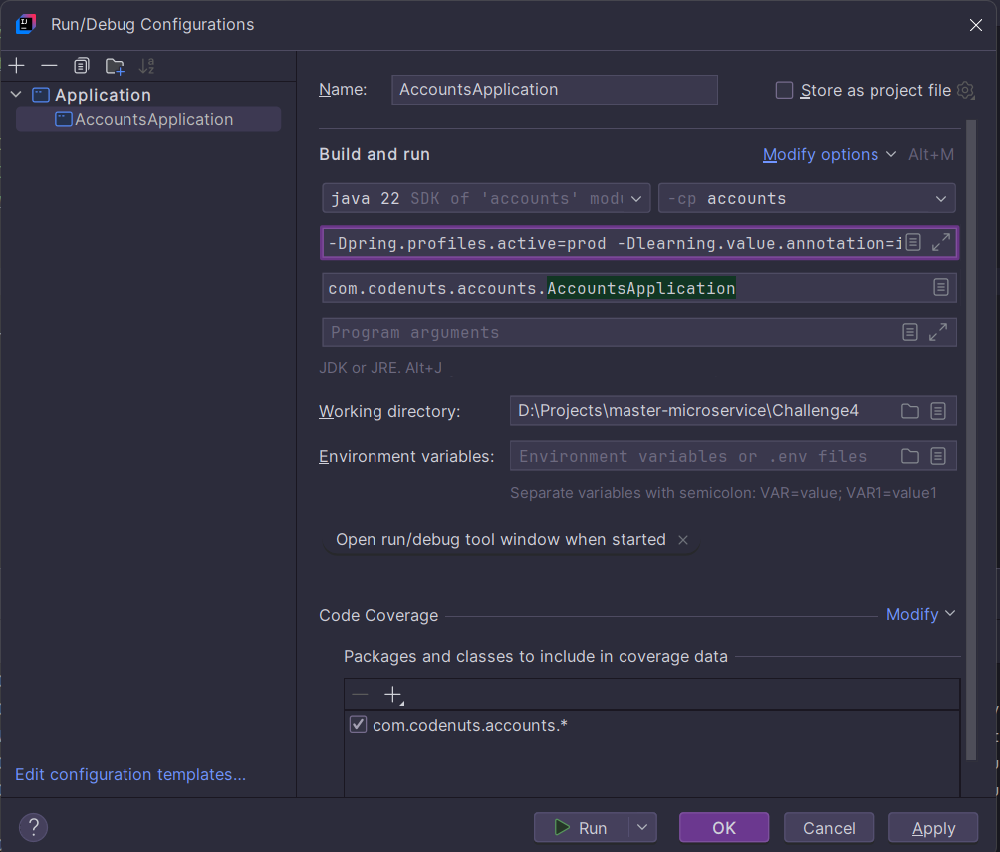 Run/Debug Configurations
Application
AccountsApplication
Name: AccountsApplication Store as project file
Build and run Modify options Alt+M
java 22 SDK of 'accounts' modu -cp accounts
-Dpring.profiles.active=prod -Dlearning.value.annotation=i
com.codenuts.accounts.AccountsApplication
Program arguments
JDK or JRE. Alt+J
Working directory: D:\Projects\master-microservice\Challenge4
Environment variables: Environment variables or .env files
Separate variables with semicolon: VAR=value; VAR1=value1
Open run/debug tool window when started
Code Coverage Modify
Packages and classes to include in coverage data
com.codenuts.accounts.*
Edit configuration templates...
? Run OK Cancel Apply